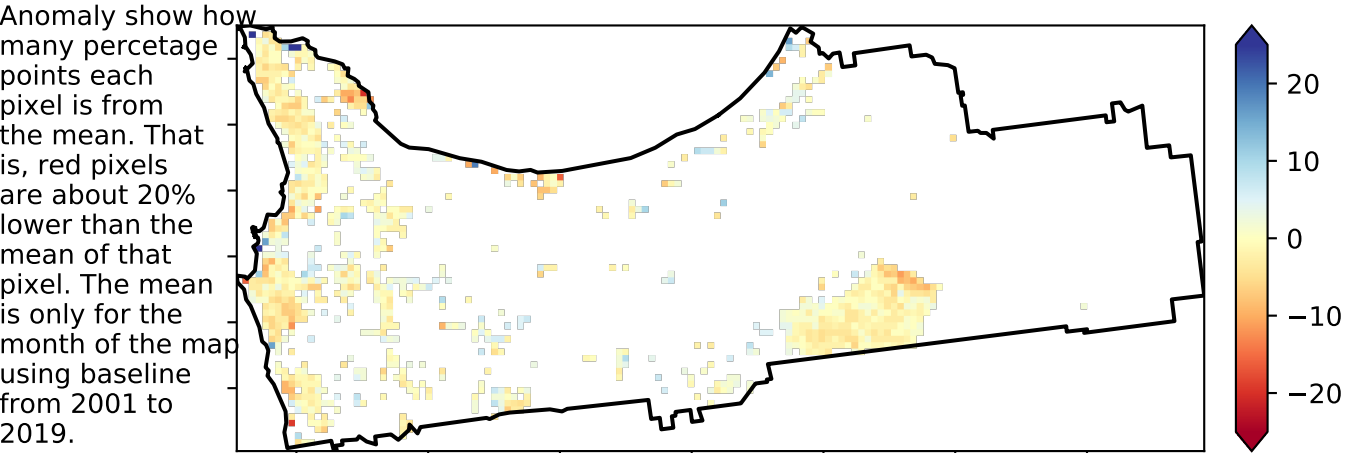 Anomaly show how
many percetage
points each
pixel is from
the mean. That
is, red pixels
are about 20%
lower than the
mean of that
pixel. The mean
is only for the
month of the map
using baseline
from 2001 to
2019.
20
10
0
−10
−20